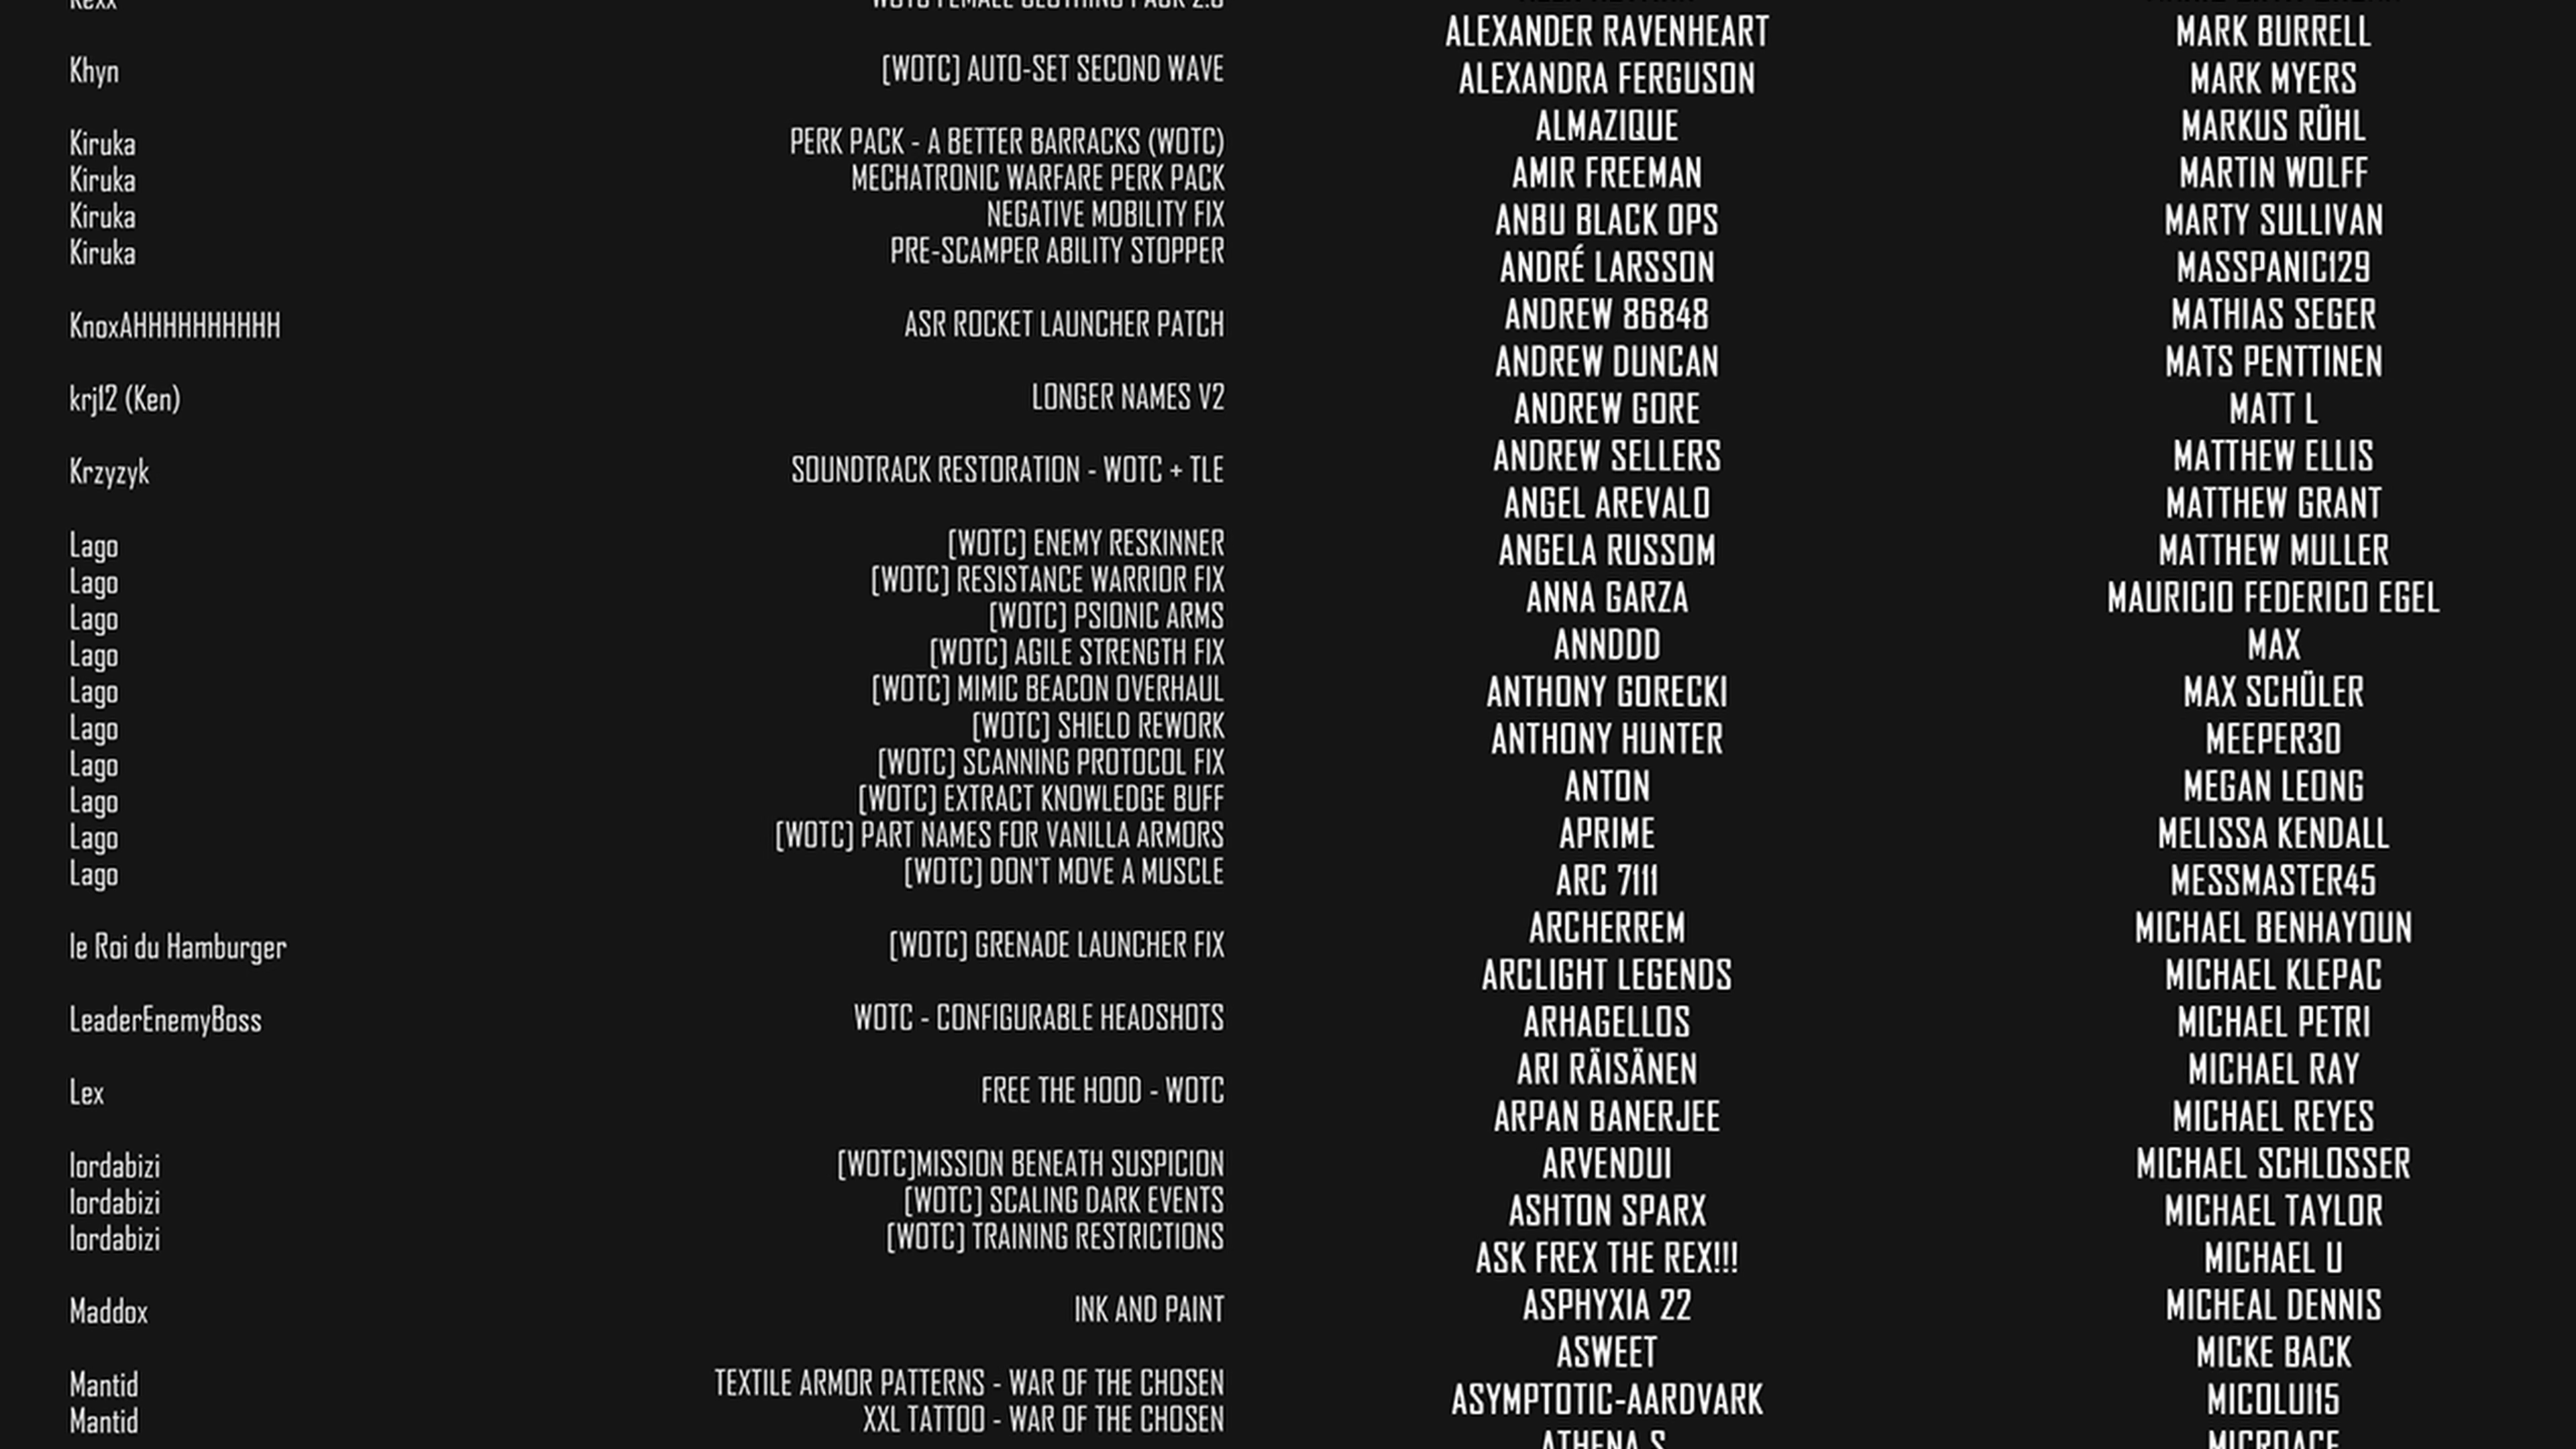 Rexx WOTC FEMALE CLOTHING PACK 2.0
Khyn [WOTC] AUTO-SET SECOND WAVE
Kiruka PERK PACK - A BETTER BARRACKS (WOTC)
Kiruka MECHATRONIC WARFARE PERK PACK
Kiruka NEGATIVE MOBILITY FIX
Kiruka PRE-SCAMPER ABILITY STOPPER
KnoxAHHHHHHHHHH ASR ROCKET LAUNCHER PATCH
krj12 (Ken) LONGER NAMES V2
Krzyzyk SOUNDTRACK RESTORATION - WOTC + TLE
Lago [WOTC] ENEMY RESKINNER
Lago [WOTC] RESISTANCE WARRIOR FIX
Lago [WOTC] PSIONIC ARMS
Lago [WOTC] AGILE STRENGTH FIX
Lago [WOTC] MIMIC BEACON OVERHAUL
Lago [WOTC] SHIELD REWORK
Lago [WOTC] SCANNING PROTOCOL FIX
Lago [WOTC] EXTRACT KNOWLEDGE BUFF
Lago [WOTC] PART NAMES FOR VANILLA ARMORS
Lago [WOTC] DON'T MOVE A MUSCLE
le Roi du Hamburger [WOTC] GRENADE LAUNCHER FIX
LeaderEnemyBoss WOTC - CONFIGURABLE HEADSHOTS
Lex FREE THE HOOD - WOTC
lordabizi [WOTC]MISSION BENEATH SUSPICION
lordabizi [WOTC] SCALING DARK EVENTS
lordabizi [WOTC] TRAINING RESTRICTIONS
Maddox INK AND PAINT
Mantid TEXTILE ARMOR PATTERNS - WAR OF THE CHOSEN
Mantid XXL TATTOO - WAR OF THE CHOSEN
ALEXANDER RAVENHEART
ALEXANDRA FERGUSON
ALMAZIQUE
AMIR FREEMAN
ANBU BLACK OPS
ANDRÉ LARSSON
ANDREW 86848
ANDREW DUNCAN
ANDREW GORE
ANDREW SELLERS
ANGEL AREVALO
ANGELA RUSSOM
ANNA GARZA
ANNDDD
ANTHONY GORECKI
ANTHONY HUNTER
ANTON
APRIME
ARC 7111
ARCHERREM
ARCLIGHT LEGENDS
ARHAGELLOS
ARI RÄISÄNEN
ARPAN BANERJEE
ARVENDUI
ASHTON SPARX
ASK FREX THE REX!!!
ASPHYXIA 22
ASWEET
ASYMPTOTIC-AARDVARK
ATHENA S
MARK BURRELL
MARK MYERS
MARKUS RÜHL
MARTIN WOLFF
MARTY SULLIVAN
MASSPANIC129
MATHIAS SEGER
MATS PENTTINEN
MATT L
MATTHEW ELLIS
MATTHEW GRANT
MATTHEW MULLER
MAURICIO FEDERICO EGEL
MAX
MAX SCHÜLER
MEEPER30
MEGAN LEONG
MELISSA KENDALL
MESSMASTER45
MICHAEL BENHAYOUN
MICHAEL KLEPAC
MICHAEL PETRI
MICHAEL RAY
MICHAEL REYES
MICHAEL SCHLOSSER
MICHAEL TAYLOR
MICHAEL U
MICHEAL DENNIS
MICKE BACK
MICOLUI15